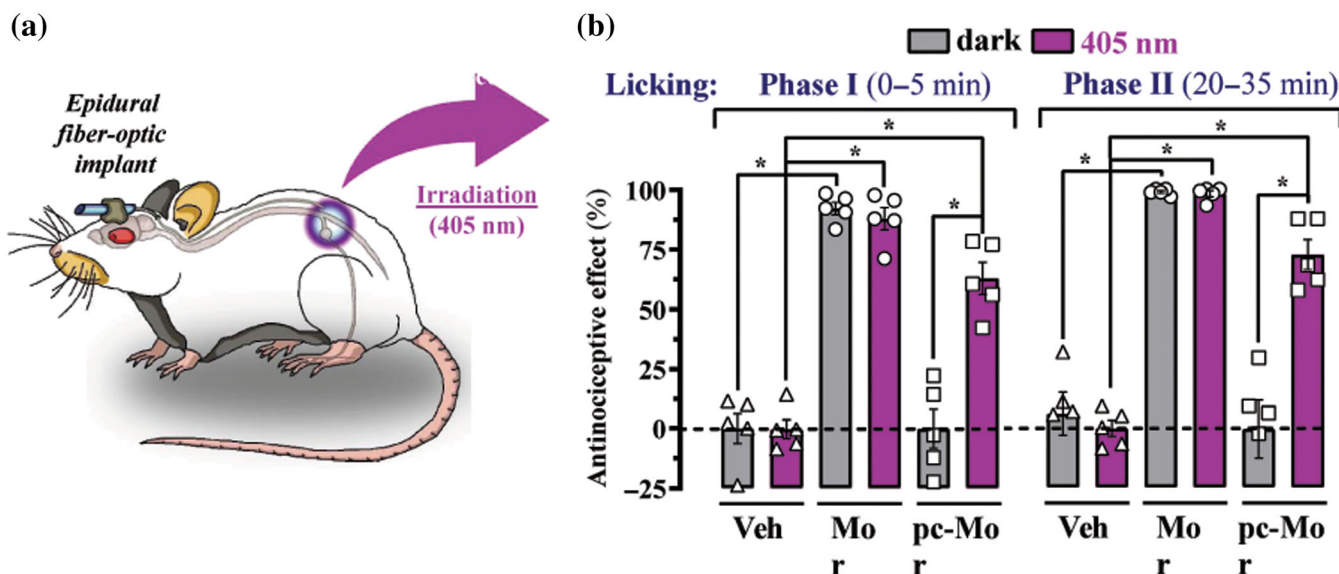 (a)
Epidural
fiber-optic
implant
Irradiation
(405 nm)
(b)
dark 405 nm
Licking: Phase I (0–5 min) Phase II (20–35 min)
* *
* * * *
* *
Antinociceptive effect (%)
100
75
50
25
0
−25
Veh Mo pc-Mo Veh Mo pc-Mo
r r r r